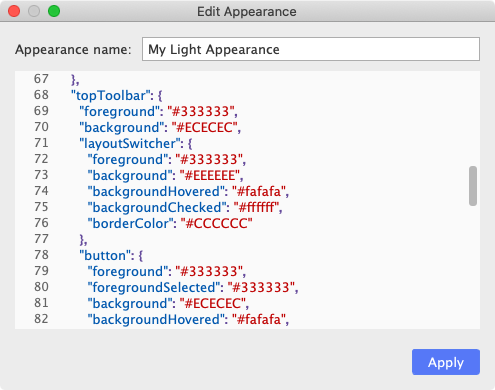 Edit Appearance
Appearance name: My Light Appearance
67 },
68 "topToolbar": {
69 "foreground": "#333333",
70 "background": "#ECECEC",
71 "layoutSwitcher": {
72 "foreground": "#333333",
73 "background": "#EEEEEE",
74 "backgroundHovered": "#fafafa",
75 "backgroundChecked": "#ffffff",
76 "borderColor": "#CCCCCC"
77 },
78 "button": {
79 "foreground": "#333333",
80 "foregroundSelected": "#333333",
81 "background": "#ECECEC",
82 "backgroundHovered": "#fafafa",
Apply